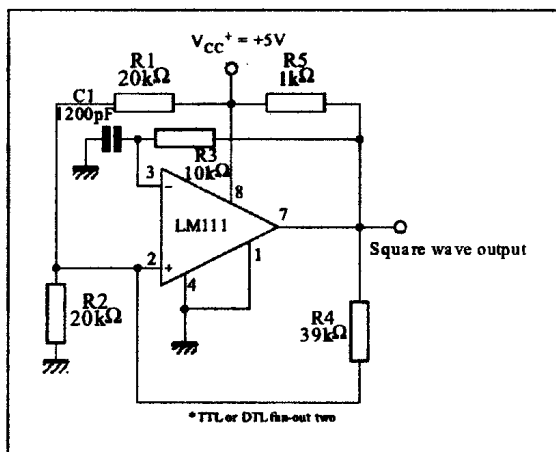 V CC + = +5V
R1
20kΩ
R5
1kΩ
C1
1200pF
R3
10kΩ
3
−
8
LM111
7
Square wave output
2
+
1
4
R2
20kΩ
R4
39kΩ
*TTL or DTL fan-out two